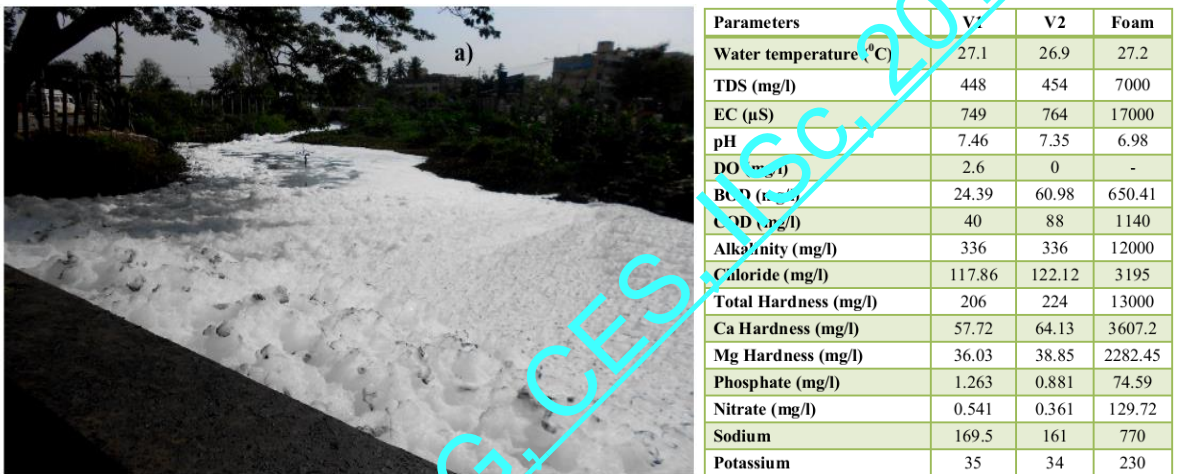 a)
Parameters V1 V2 Foam
Water temperature (⁰C) 27.1 26.9 27.2
TDS (mg/l) 448 454 7000
EC (µS) 749 764 17000
pH 7.46 7.35 6.98
DO (mg/l) 2.6 0 -
BOD (mg/l) 24.39 60.98 650.41
COD (mg/l) 40 88 1140
Alkalinity (mg/l) 336 336 12000
Chloride (mg/l) 117.86 122.12 3195
Total Hardness (mg/l) 206 224 13000
Ca Hardness (mg/l) 57.72 64.13 3607.2
Mg Hardness (mg/l) 36.03 38.85 2282.45
Phosphate (mg/l) 1.263 0.881 74.59
Nitrate (mg/l) 0.541 0.361 129.72
Sodium 169.5 161 770
Potassium 35 34 230
G, CES, IISc, 201